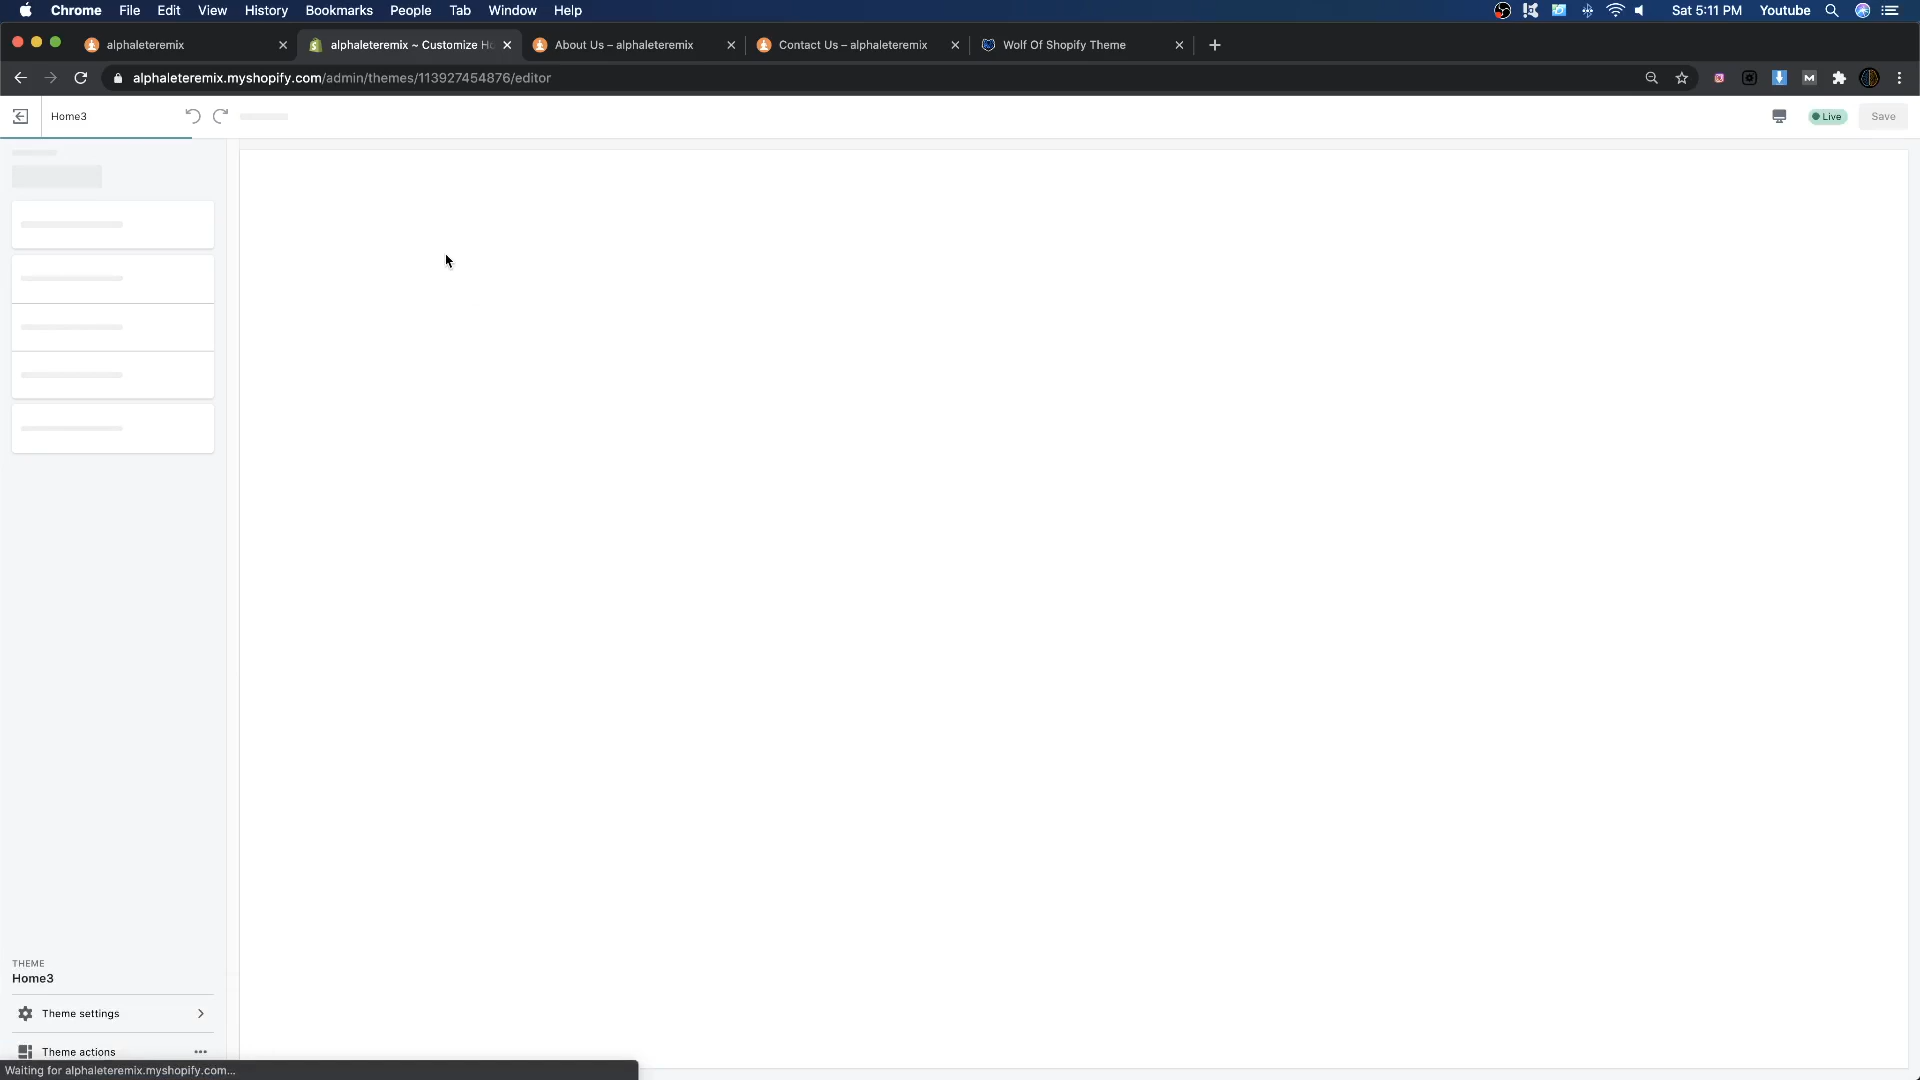 Chrome File Edit View History Bookmarks People Tab Window Help Sat 5:11 PM Youtube
alphaleteremix alphaleteremix ~ Customize Ho About Us – alphaleteremix Contact Us – alphaleteremix Wolf Of Shopify Theme
alphaleteremix.myshopify.com/admin/themes/113927454876/editor
Home3 Live Save
THEME
Home3
Theme settings
Theme actions
Waiting for alphaleteremix.myshopify.com...